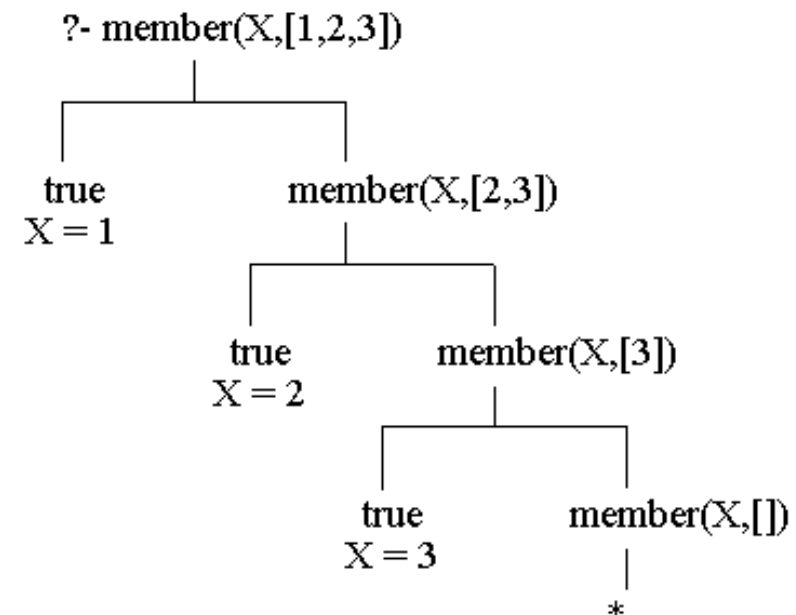 ?- member(X,[1,2,3])
true
X = 1
member(X,[2,3])
true
X = 2
member(X,[3])
true
X = 3
member(X,[])
*